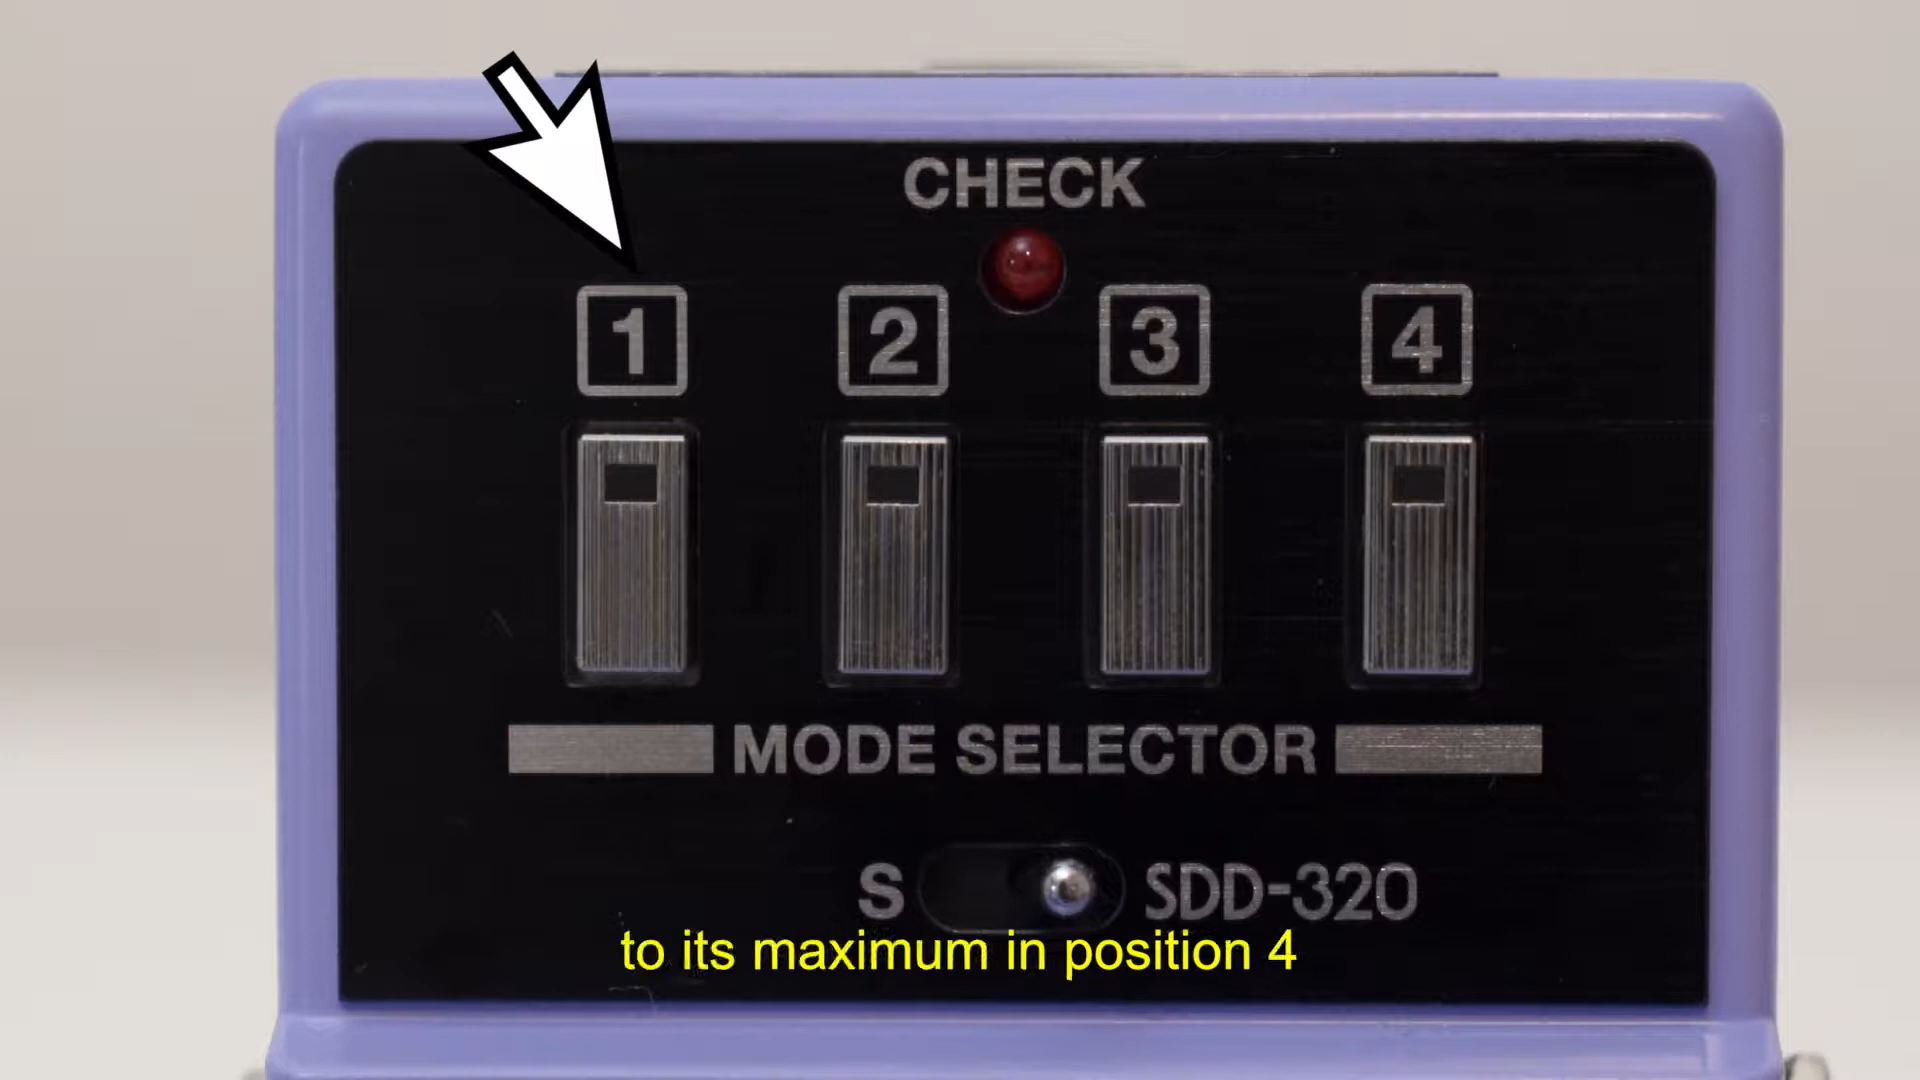 CHECK
1 2 3 4
MODE SELECTOR
S SDD-320
to its maximum in position 4